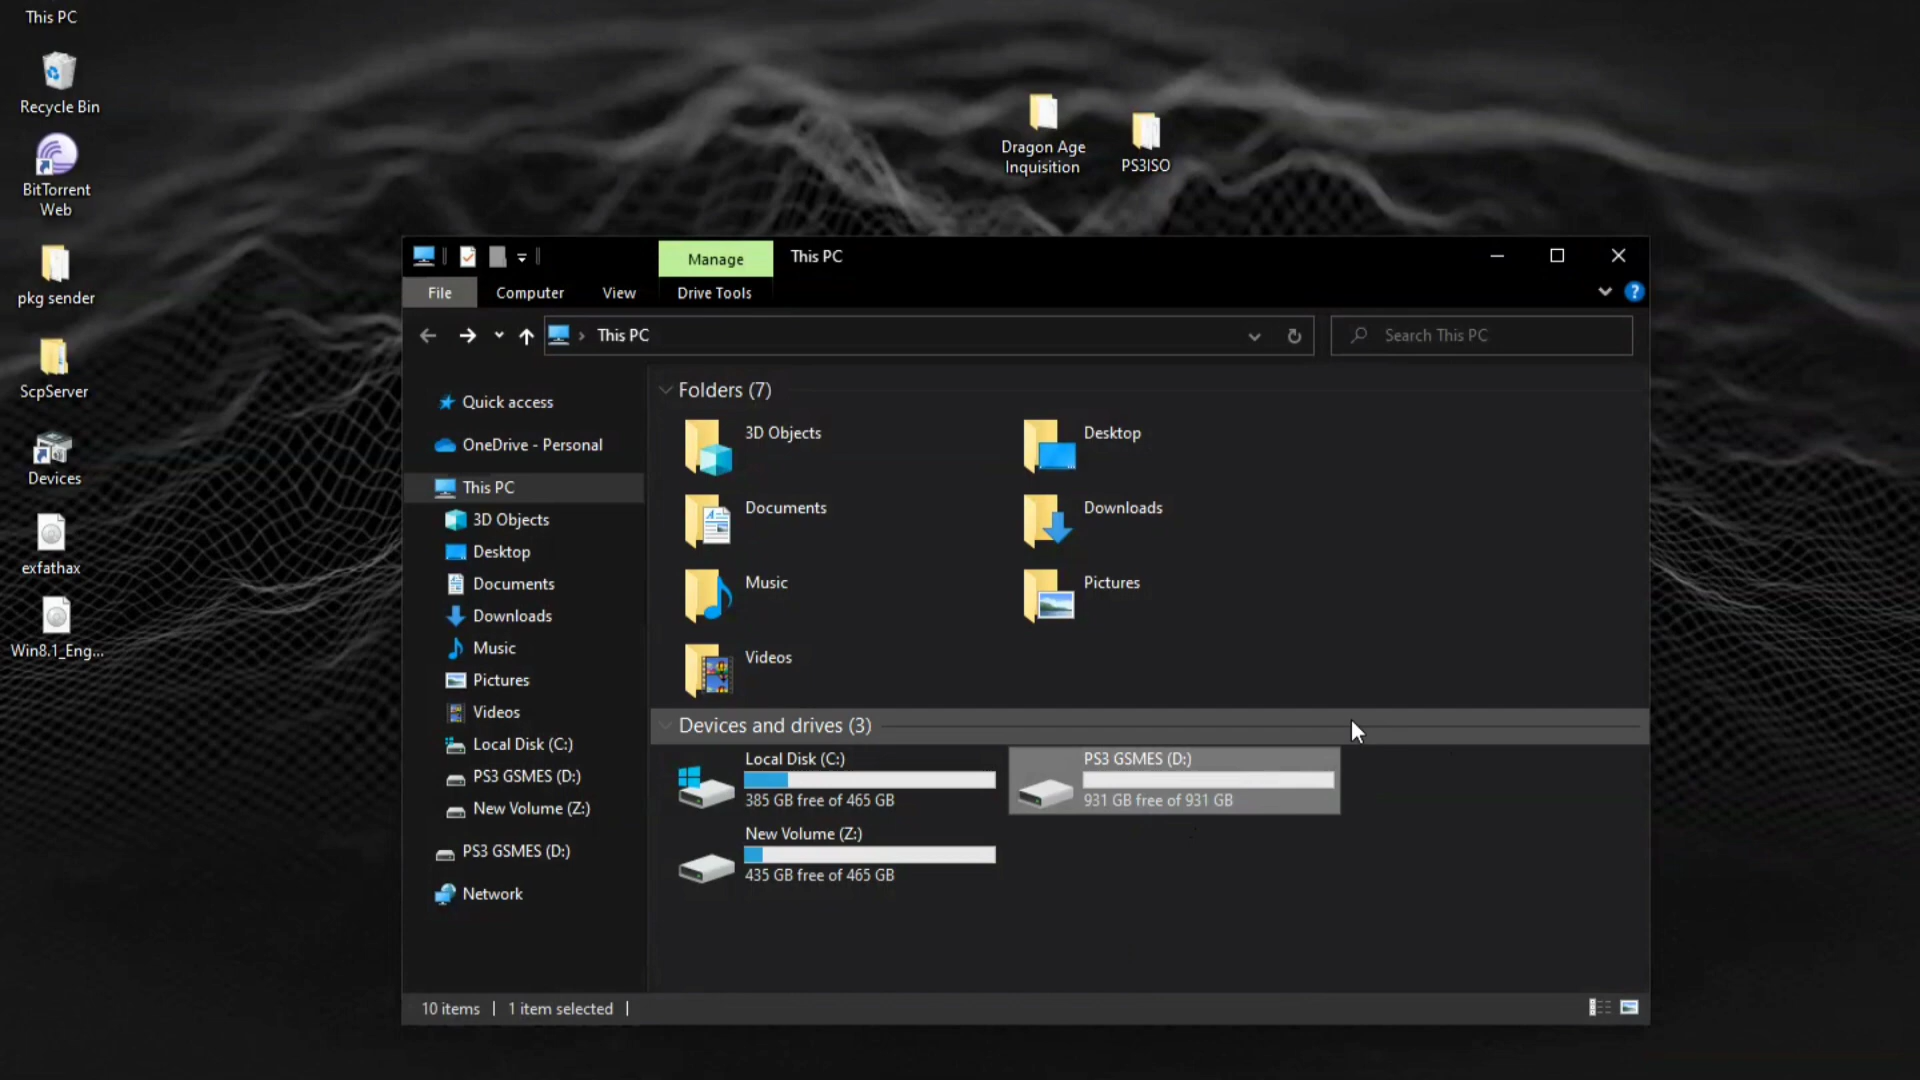 This PC
Recycle Bin
BitTorrent
Web
pkg sender
ScpServer
Devices
exfathax
Win8.1_Eng...
Dragon Age
Inquisition
PS3ISO
Manage
This PC
File
Computer
View
Drive Tools
?
This PC
Search This PC
Quick access
OneDrive - Personal
This PC
3D Objects
Desktop
Documents
Downloads
Music
Pictures
Videos
Local Disk (C:)
PS3 GSMES (D:)
New Volume (Z:)
PS3 GSMES (D:)
Network
Folders (7)
3D Objects
Desktop
Documents
Downloads
Music
Pictures
Videos
Devices and drives (3)
Local Disk (C:)
385 GB free of 465 GB
PS3 GSMES (D:)
931 GB free of 931 GB
New Volume (Z:)
435 GB free of 465 GB
10 items
1 item selected